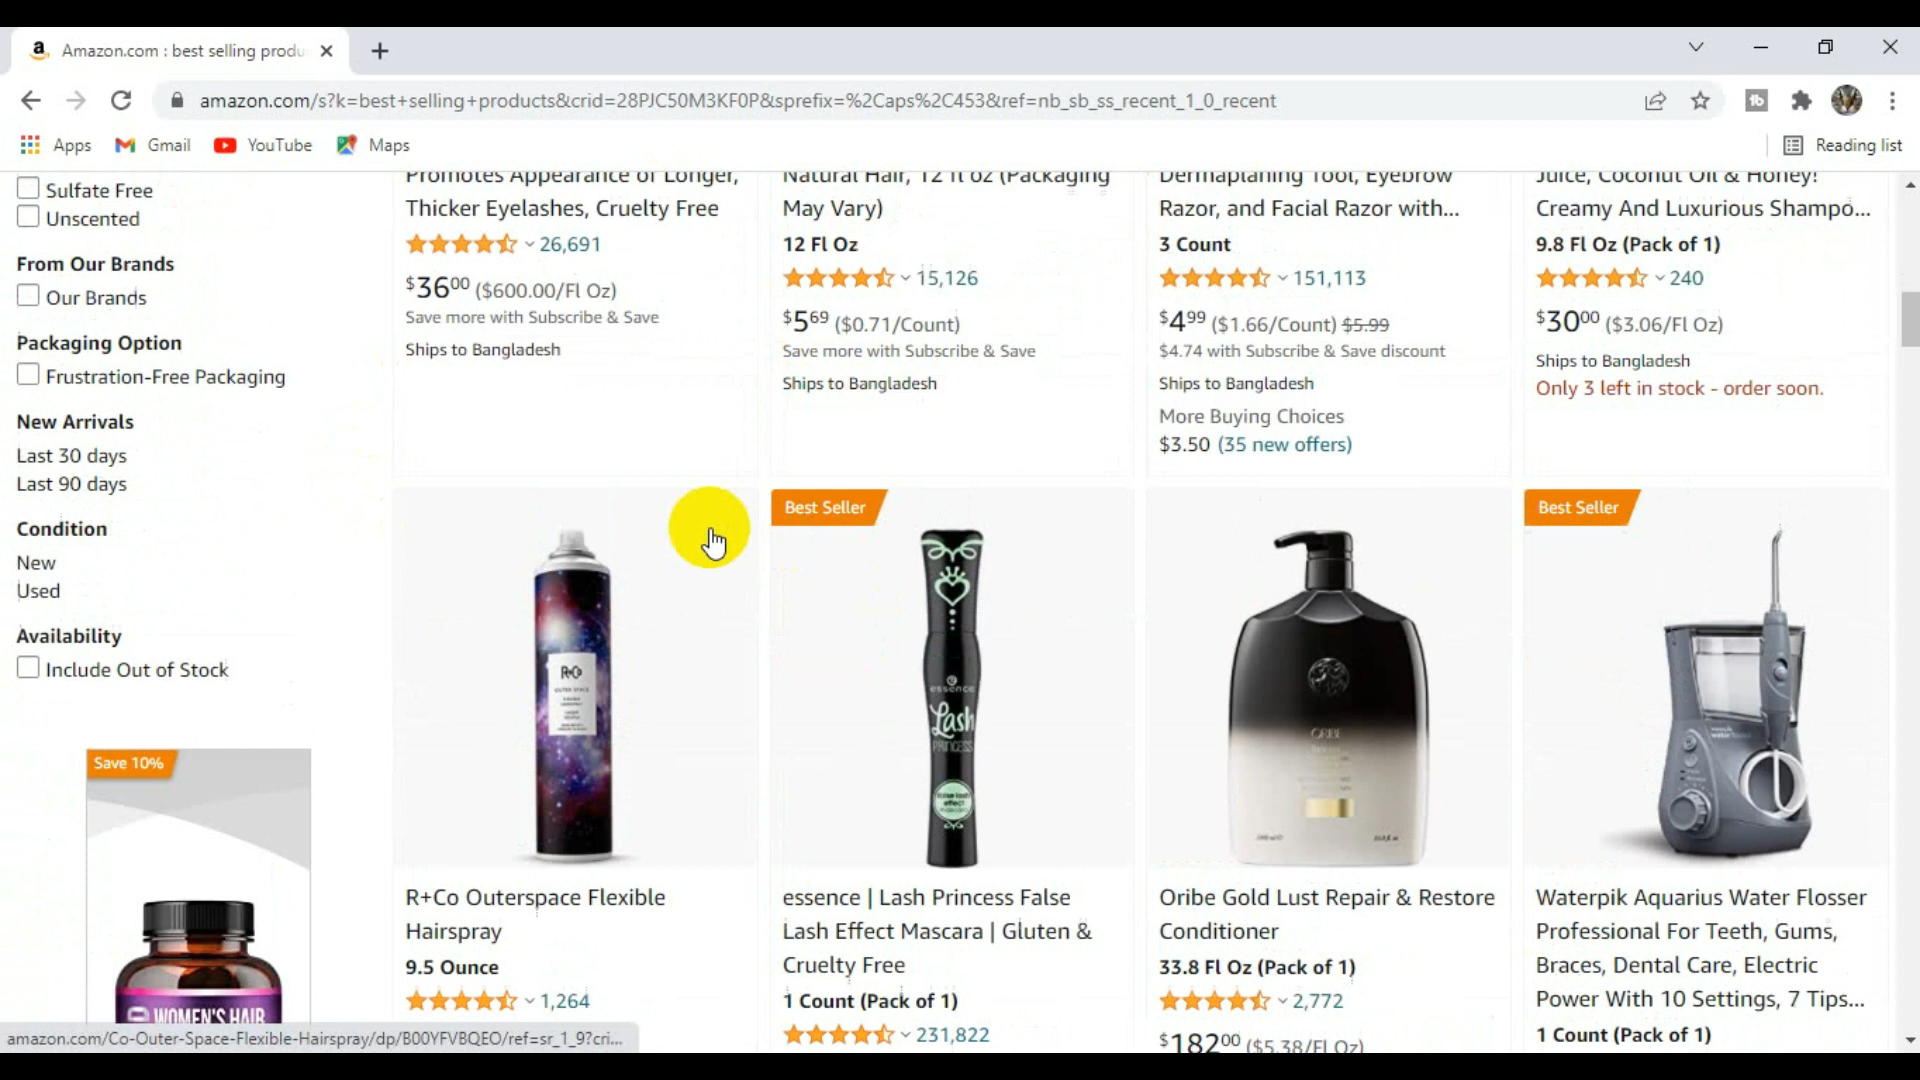 Amazon.com : best selling produ
amazon.com/s?k=best+selling+products&crid=28PJC50M3KF0P&sprefix=%2Caps%2C453&ref=nb_sb_ss_recent_1_0_recent
Apps
Gmail
YouTube
Maps
Reading list
Sulfate Free
Unscented
From Our Brands
Our Brands
Packaging Option
Frustration-Free Packaging
New Arrivals
Last 30 days
Last 90 days
Condition
New
Used
Availability
Include Out of Stock
Save 10%
WOMEN'S HAIR
Promotes Appearance of Longer,
Thicker Eyelashes, Cruelty Free
26,691
$3600 ($600.00/Fl Oz)
Save more with Subscribe & Save
Ships to Bangladesh
Natural Hair, 12 fl oz (Packaging
May Vary)
12 Fl Oz
15,126
$569 ($0.71/Count)
Save more with Subscribe & Save
Ships to Bangladesh
Dermaplaning Tool, Eyebrow
Razor, and Facial Razor with...
3 Count
151,113
$499 ($1.66/Count) $5.99
$4.74 with Subscribe & Save discount
Ships to Bangladesh
More Buying Choices
$3.50 (35 new offers)
Juice, Coconut Oil & Honey!
Creamy And Luxurious Shampo...
9.8 Fl Oz (Pack of 1)
240
$3000 ($3.06/Fl Oz)
Ships to Bangladesh
Only 3 left in stock - order soon.
R+Co
OUTER SPACE
R+Co Outerspace Flexible
Hairspray
9.5 Ounce
1,264
Best Seller
essence
Lash
PRINCESS
essence | Lash Princess False
Lash Effect Mascara | Gluten &
Cruelty Free
1 Count (Pack of 1)
231,822
ORIBE
Oribe Gold Lust Repair & Restore
Conditioner
33.8 Fl Oz (Pack of 1)
2,772
$18200 ($5.38/Fl Oz)
Best Seller
Waterpik Aquarius Water Flosser
Professional For Teeth, Gums,
Braces, Dental Care, Electric
Power With 10 Settings, 7 Tips...
1 Count (Pack of 1)
amazon.com/Co-Outer-Space-Flexible-Hairspray/dp/B00YFVBQEO/ref=sr_1_9?cri...